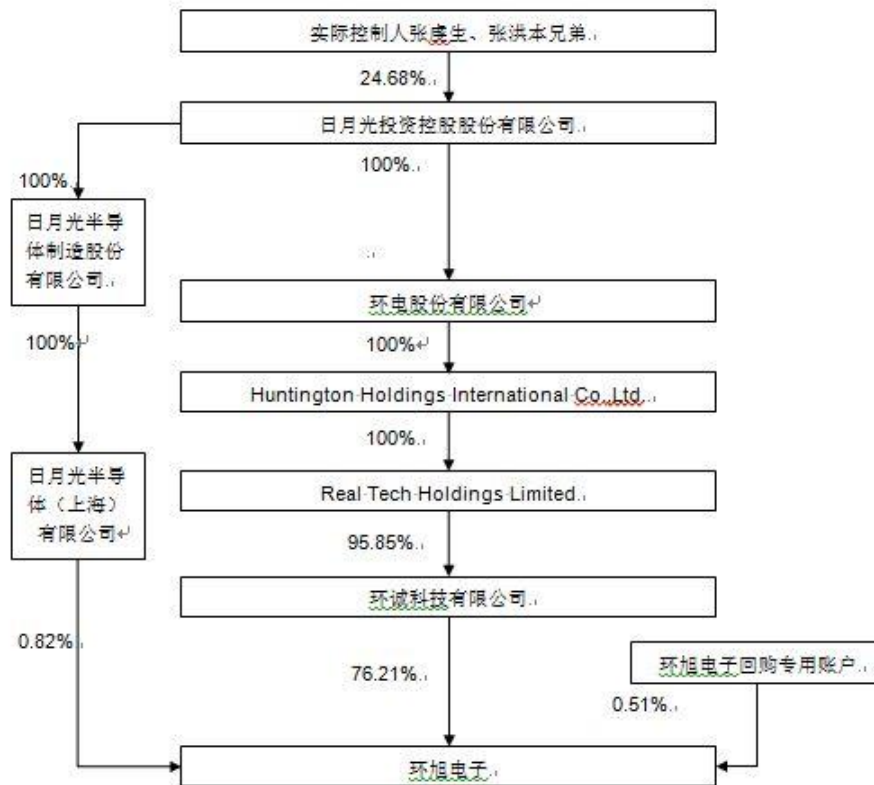 实际控制人张虔生、张洪本兄弟
24.68%
日月光投资控股股份有限公司
100%
100%
日月光半导
体制造股份
有限公司
环电股份有限公司
100%
100%
Huntington Holdings International Co.,Ltd.
100%
日月光半导
体（上海）
有限公司
Real Tech Holdings Limited
95.85%
环诚科技有限公司
0.82%
76.21%
环旭电子回购专用账户
0.51%
环旭电子